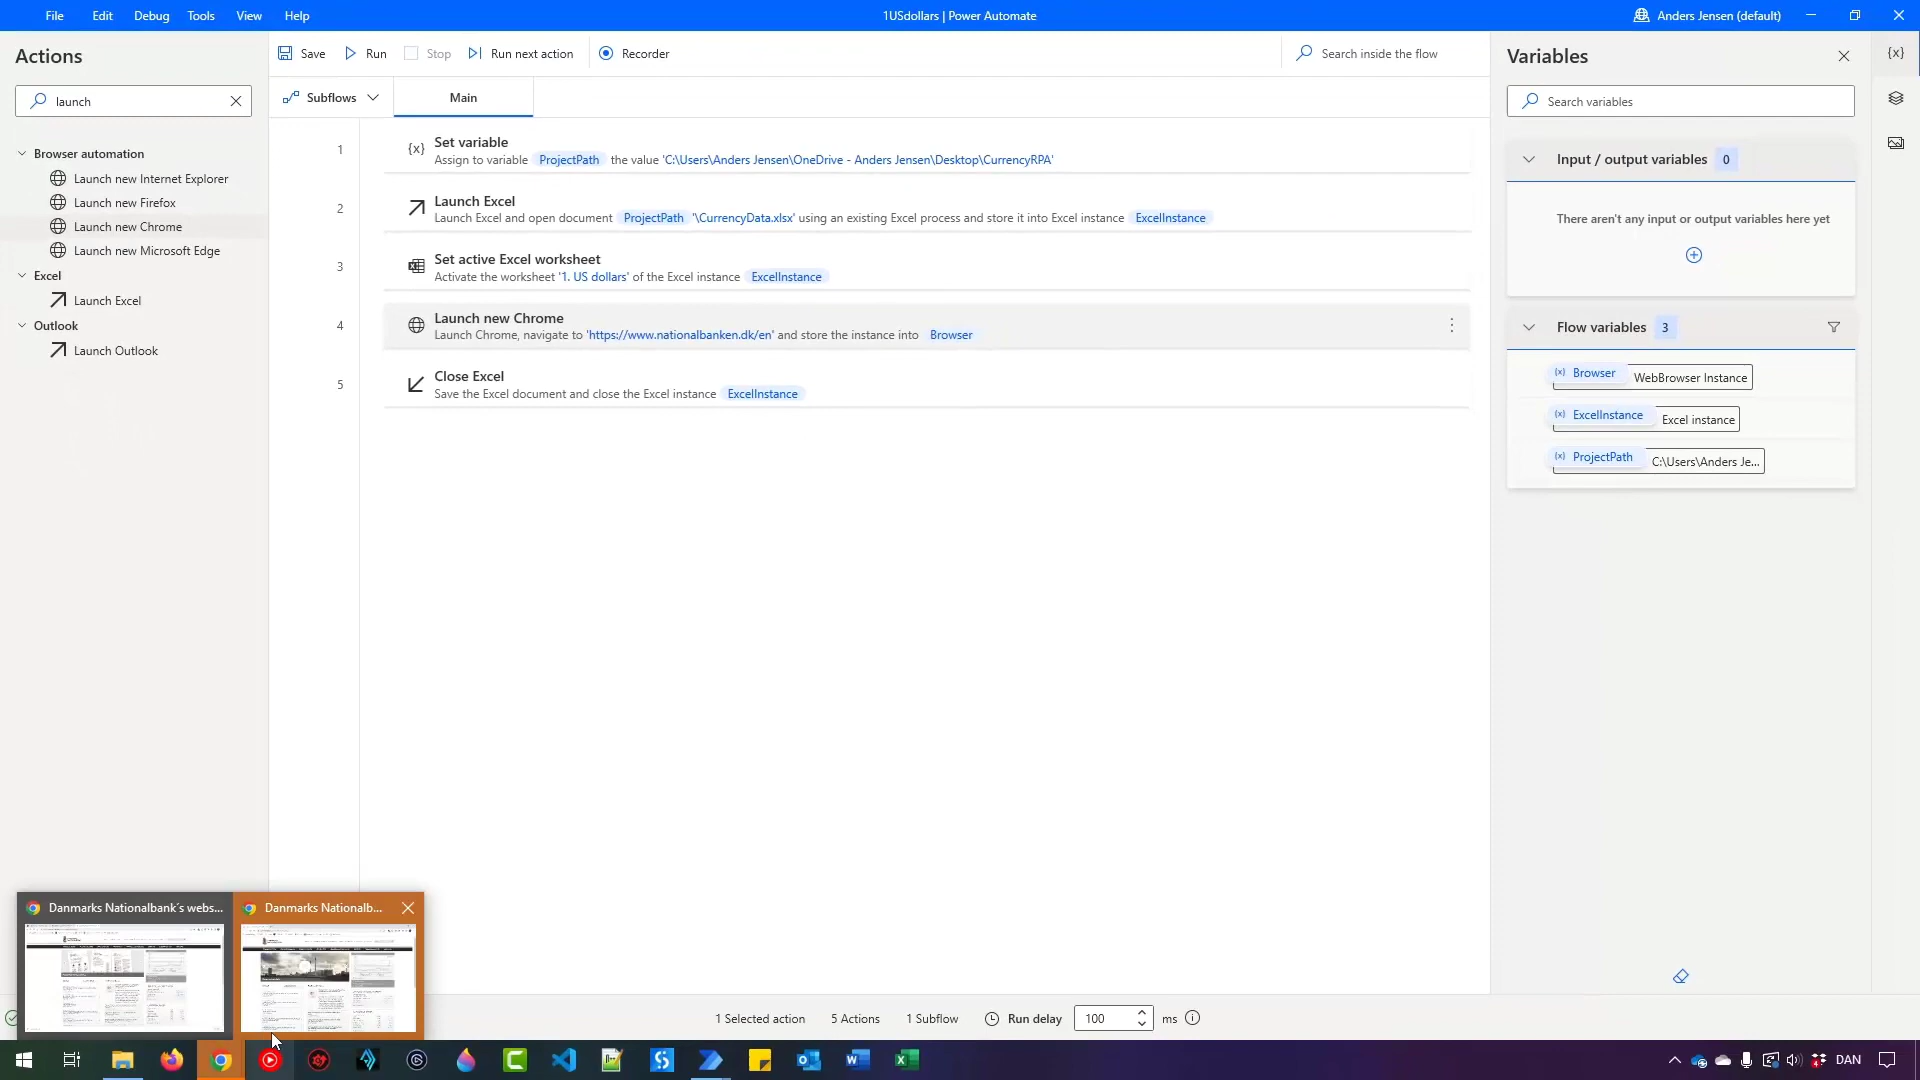 File Edit Debug Tools View Help
1USdollars | Power Automate
Anders Jensen (default)
Actions
launch
Browser automation
Launch new Internet Explorer
Launch new Firefox
Launch new Chrome
Launch new Microsoft Edge
Excel
Launch Excel
Outlook
Launch Outlook
Save Run Stop Run next action Recorder
Search inside the flow
Subflows Main
1
Set variable
Assign to variable ProjectPath the value 'C:\Users\Anders Jensen\OneDrive - Anders Jensen\Desktop\CurrencyRPA'
2
Launch Excel
Launch Excel and open document ProjectPath '\CurrencyData.xlsx' using an existing Excel process and store it into Excel instance ExcelInstance
3
Set active Excel worksheet
Activate the worksheet '1. US dollars' of the Excel instance ExcelInstance
4
Launch new Chrome
Launch Chrome, navigate to 'https://www.nationalbanken.dk/en' and store the instance into Browser
5
Close Excel
Save the Excel document and close the Excel instance ExcelInstance
Variables
{x}
Search variables
Input / output variables 0
There aren't any input or output variables here yet
Flow variables 3
(x) Browser WebBrowser Instance
(x) ExcelInstance Excel instance
(x) ProjectPath C:\Users\Anders Je...
Danmarks Nationalbank's webs...
Danmarks Nationalb...
1 Selected action 5 Actions 1 Subflow Run delay 100 ms
DAN